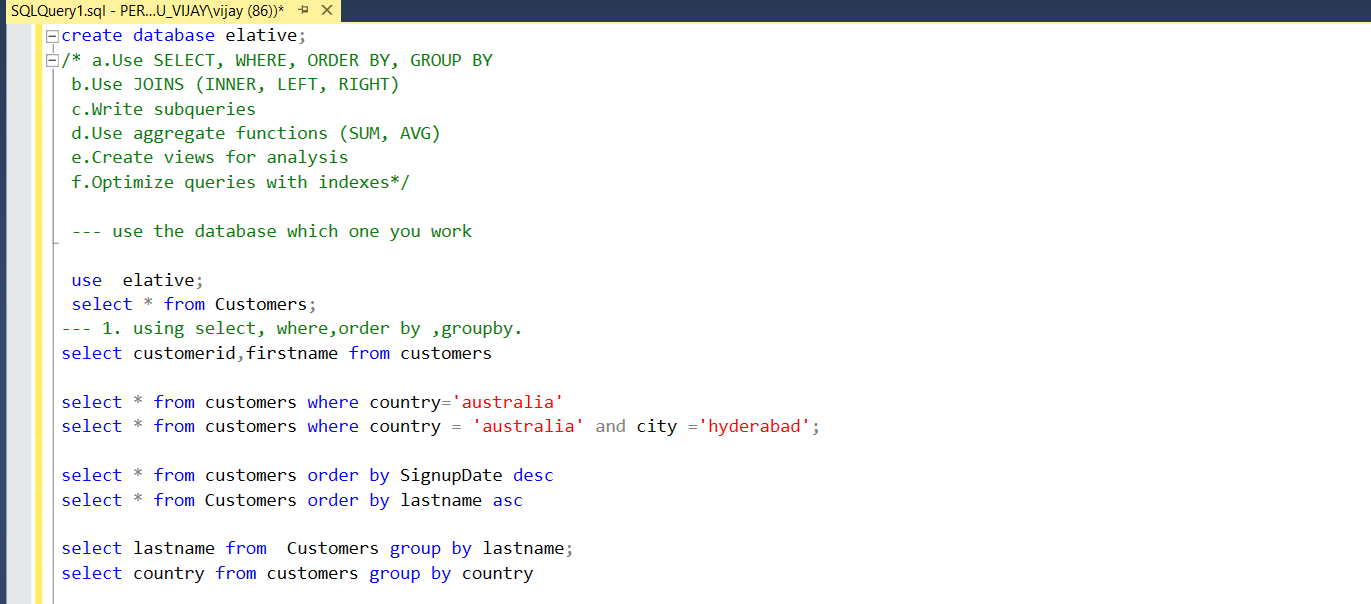 SQLQuery1.sql - PER...U_VIJAY\vijay (86))*
create database elative;
/* a.Use SELECT, WHERE, ORDER BY, GROUP BY
b.Use JOINS (INNER, LEFT, RIGHT)
c.Write subqueries
d.Use aggregate functions (SUM, AVG)
e.Create views for analysis
f.Optimize queries with indexes*/
--- use the database which one you work
use  elative;
select * from Customers;
--- 1. using select, where,order by ,groupby.
select customerid,firstname from customers
select * from customers where country='australia'
select * from customers where country = 'australia' and city ='hyderabad';
select * from customers order by SignupDate desc
select * from Customers order by lastname asc
select lastname from  Customers group by lastname;
select country from customers group by country